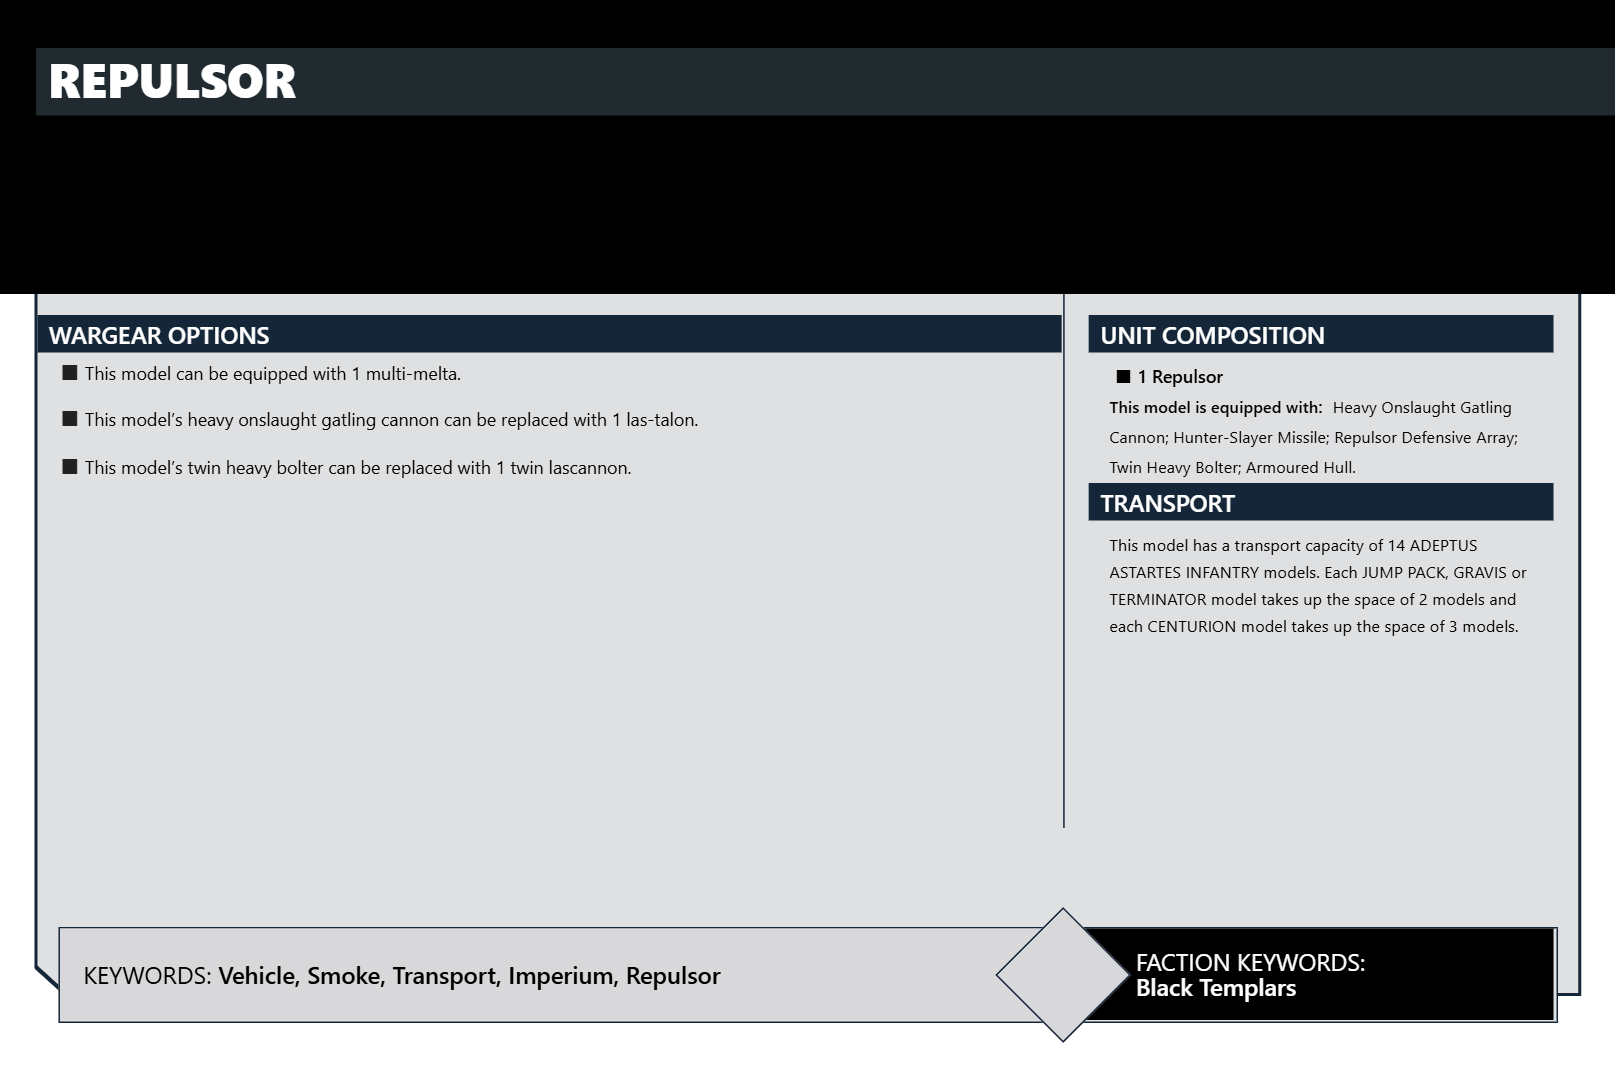 REPULSOR
WARGEAR OPTIONS
■ This model can be equipped with 1 multi-melta.
■ This model’s heavy onslaught gatling cannon can be replaced with 1 las-talon.
■ This model’s twin heavy bolter can be replaced with 1 twin lascannon.
UNIT COMPOSITION
■ 1 Repulsor
This model is equipped with: Heavy Onslaught Gatling
Cannon; Hunter-Slayer Missile; Repulsor Defensive Array;
Twin Heavy Bolter; Armoured Hull.
TRANSPORT
This model has a transport capacity of 14 ADEPTUS
ASTARTES INFANTRY models. Each JUMP PACK, GRAVIS or
TERMINATOR model takes up the space of 2 models and
each CENTURION model takes up the space of 3 models.
KEYWORDS: Vehicle, Smoke, Transport, Imperium, Repulsor
FACTION KEYWORDS:
Black Templars